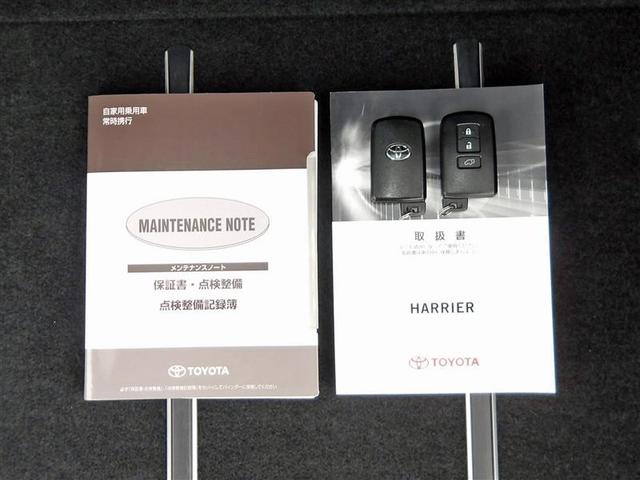 自家用乗用車
常時携行
MAINTENANCE NOTE
メンテナンスノート
保証書・点検整備
点検整備記録簿
TOYOTA
取扱書
HARRIER
TOYOTA